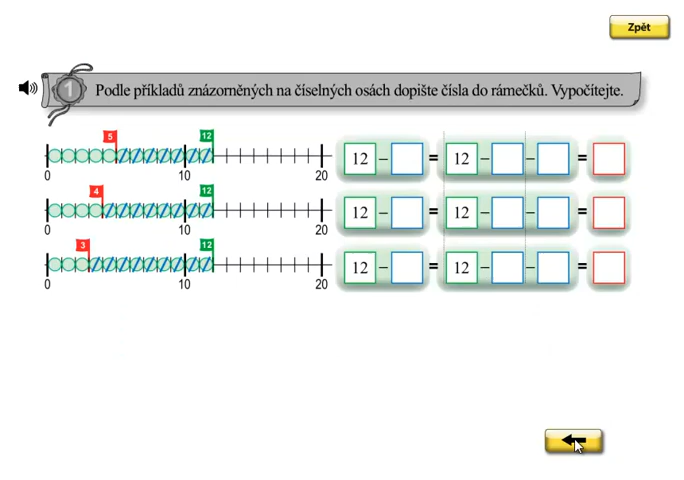 Zpět
1 Podle příkladů znázorněných na číselných osách dopište čísla do rámečků. Vypočítejte.
5 12
0 10 20
12 – = 12 – – =
4 12
0 10 20
12 – = 12 – – =
3 12
0 10 20
12 – = 12 – – =